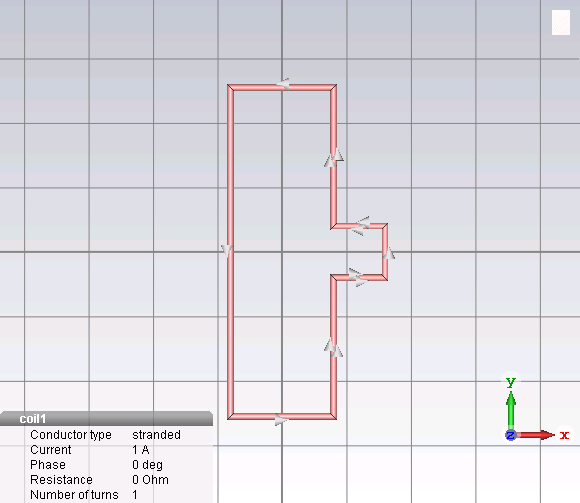 y
z
x
coil1
Conductor type stranded
Current 1 A
Phase 0 deg
Resistance 0 Ohm
Number of turns 1